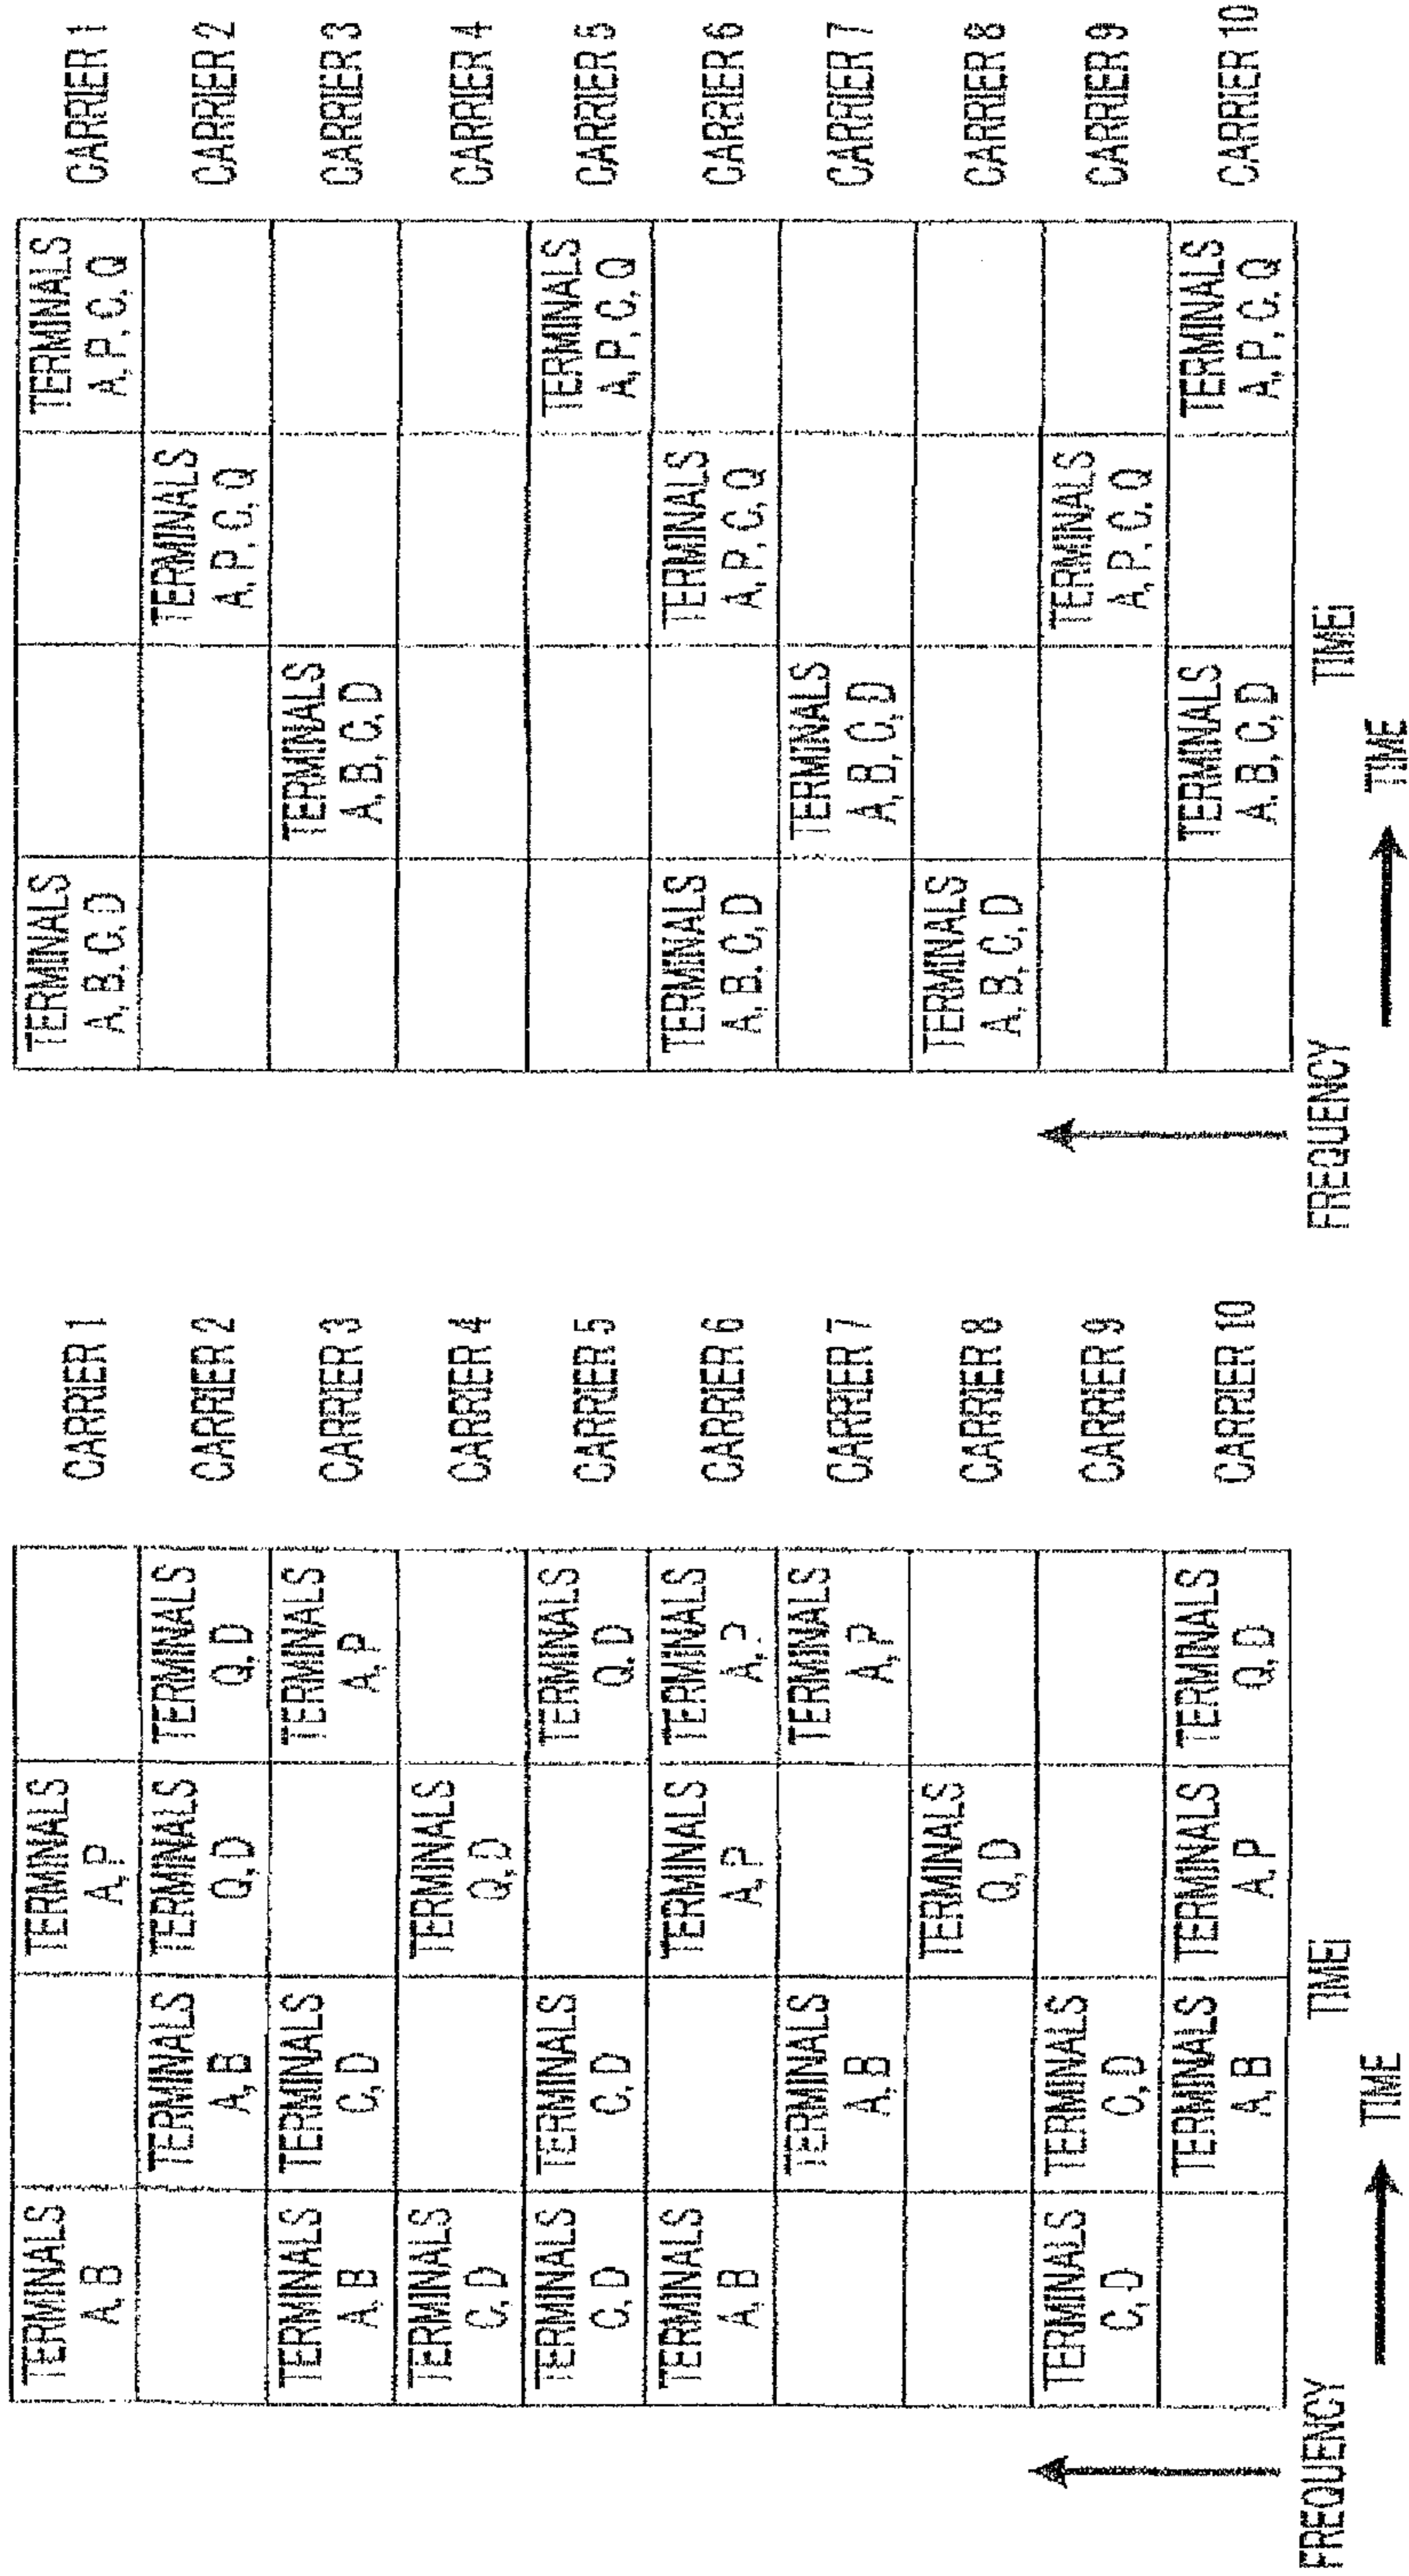 TERMINALS
A, B
TERMINALS
A, P
CARRIER 1
TERMINALS
A, B
TERMINALS
Q, D
TERMINALS
Q, D
CARRIER 2
TERMINALS
A, B
TERMINALS
C, D
TERMINALS
A, P
CARRIER 3
TERMINALS
C, D
TERMINALS
Q, D
CARRIER 4
TERMINALS
C, D
TERMINALS
C, D
TERMINALS
Q, D
CARRIER 5
TERMINALS
A, B
TERMINALS
A, P
TERMINALS
A, P
CARRIER 6
TERMINALS
A, B
TERMINALS
A, P
CARRIER 7
TERMINALS
Q, D
CARRIER 8
TERMINALS
C, D
TERMINALS
C, D
CARRIER 9
TERMINALS
A, B
TERMINALS
A, P
TERMINALS
Q, D
CARRIER 10
FREQUENCY
TIMEi
TIME
TERMINALS
A, B, C, D
TERMINALS
A, P, C, Q
CARRIER 1
TERMINALS
A, P, C, Q
CARRIER 2
TERMINALS
A, B, C, D
CARRIER 3
CARRIER 4
TERMINALS
A, P, C, Q
CARRIER 5
TERMINALS
A, B, C, D
TERMINALS
A, P, C, Q
CARRIER 6
TERMINALS
A, B, C, D
CARRIER 7
TERMINALS
A, B, C, D
CARRIER 8
TERMINALS
A, P, C, Q
CARRIER 9
TERMINALS
A, B, C, D
TERMINALS
A, P, C, Q
CARRIER 10
FREQUENCY
TIMEi
TIME